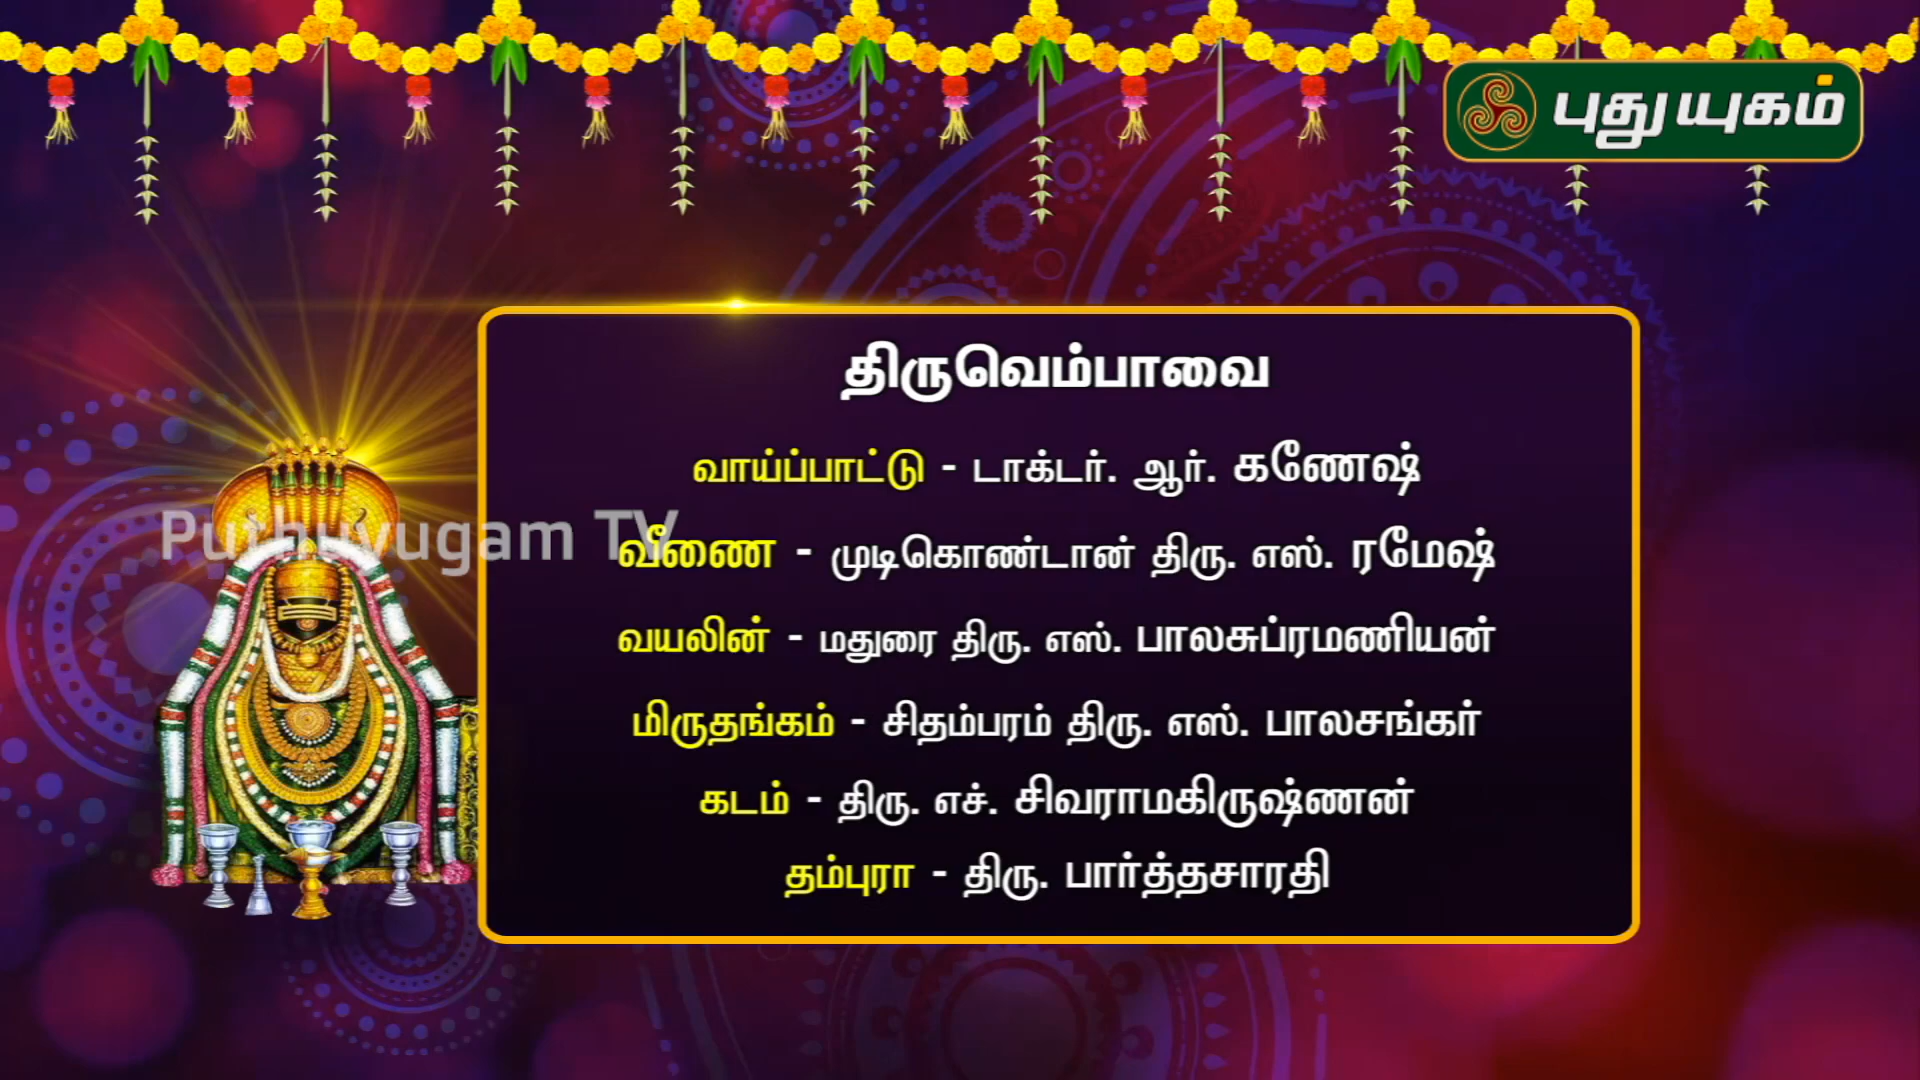 புதுயுகம்
திருவெம்பாவை
வாய்ப்பாட்டு - டாக்டர். ஆர். கணேஷ்
Puthuyugam TV
வீணை - முடிகொண்டான் திரு. எஸ். ரமேஷ்
வயலின் - மதுரை திரு. எஸ். பாலசுப்ரமணியன்
மிருதங்கம் - சிதம்பரம் திரு. எஸ். பாலசங்கர்
கடம் - திரு. எச். சிவராமகிருஷ்ணன்
தம்புரா - திரு. பார்த்தசாரதி